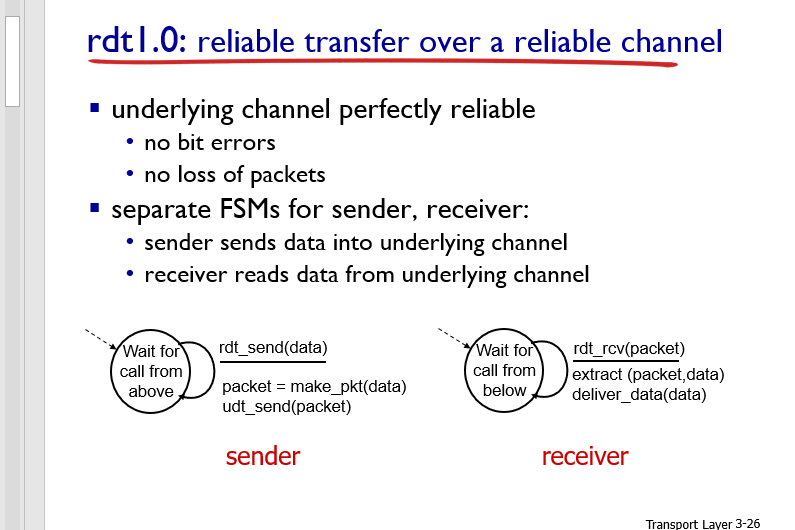 rdt1.0: reliable transfer over a reliable channel
underlying channel perfectly reliable
no bit errors
no loss of packets
separate FSMs for sender, receiver:
sender sends data into underlying channel
receiver reads data from underlying channel
Wait for
call from
above
rdt_send(data)
packet = make_pkt(data)
udt_send(packet)
sender
Wait for
call from
below
rdt_rcv(packet)
extract (packet,data)
deliver_data(data)
receiver
Transport Layer 3-26